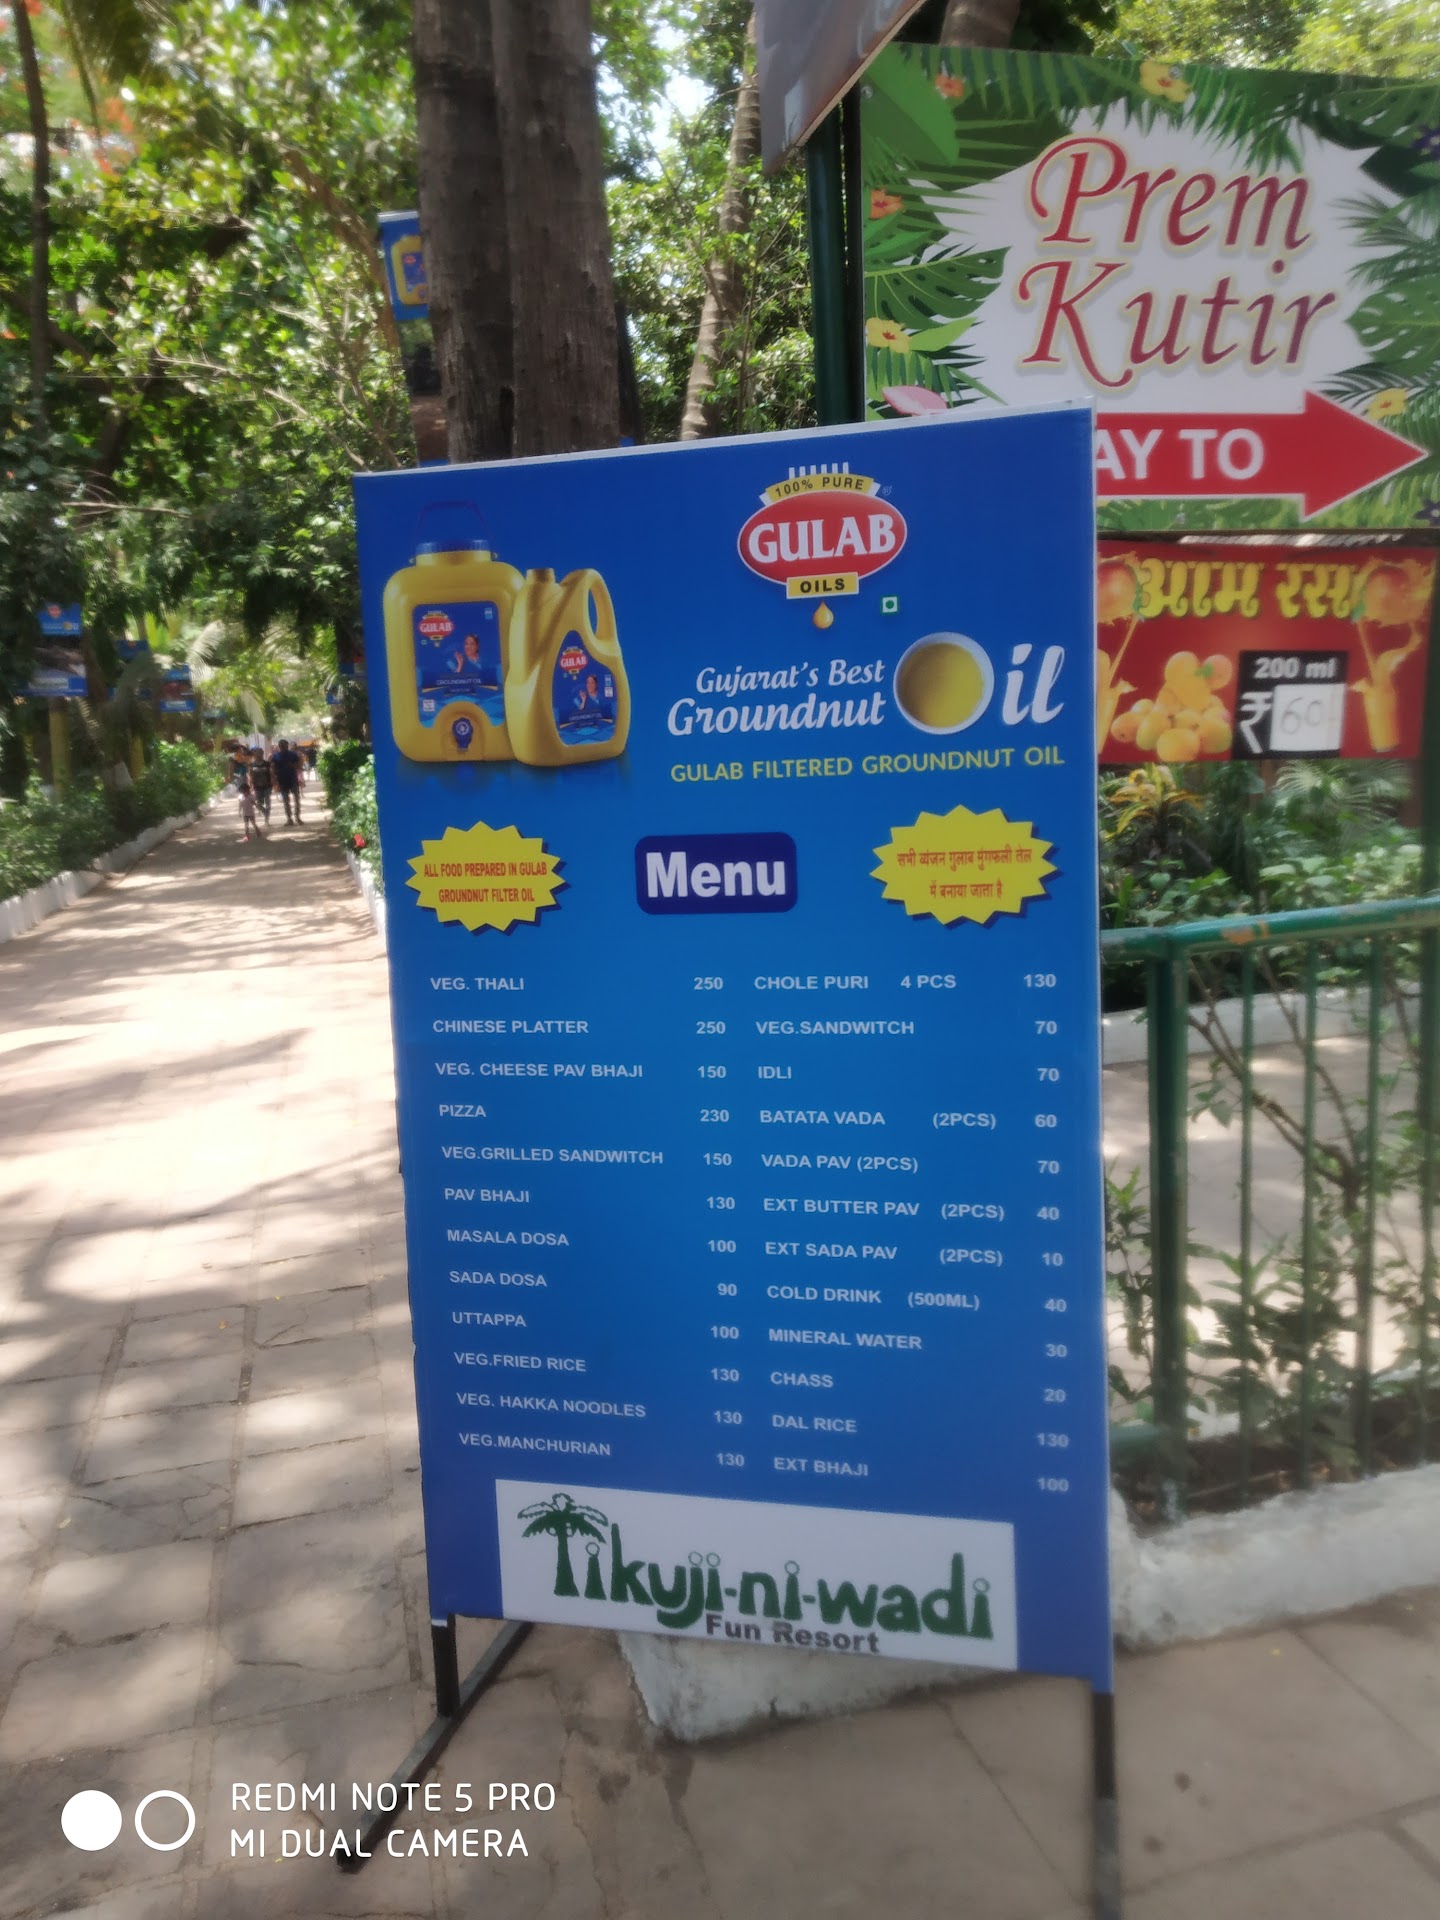 Prem
Kutir
AY TO
आम रस
200 ml
₹ 60
100% PURE
GULAB
OILS
GULAB
GROUNDNUT OIL
GULAB
GROUNDNUT OIL
Gujarat's Best
Groundnut Oil
GULAB FILTERED GROUNDNUT OIL
ALL FOOD PREPARED IN GULAB
GROUNDNUT FILTER OIL
Menu
सभी व्यंजन गुलाब मुंगफली तेल
में बनाया जाता है
VEG. THALI 250
CHINESE PLATTER 250
VEG. CHEESE PAV BHAJI 150
PIZZA 230
VEG.GRILLED SANDWITCH 150
PAV BHAJI 130
MASALA DOSA 100
SADA DOSA 90
UTTAPPA 100
VEG.FRIED RICE 130
VEG. HAKKA NOODLES 130
VEG.MANCHURIAN 130
CHOLE PURI 4 PCS 130
VEG.SANDWITCH 70
IDLI 70
BATATA VADA (2PCS) 60
VADA PAV (2PCS) 70
EXT BUTTER PAV (2PCS) 40
EXT SADA PAV (2PCS) 10
COLD DRINK (500ML) 40
MINERAL WATER 30
CHASS 20
DAL RICE 130
EXT BHAJI 100
Tikuji-ni-wadi
Fun Resort
REDMI NOTE 5 PRO
MI DUAL CAMERA